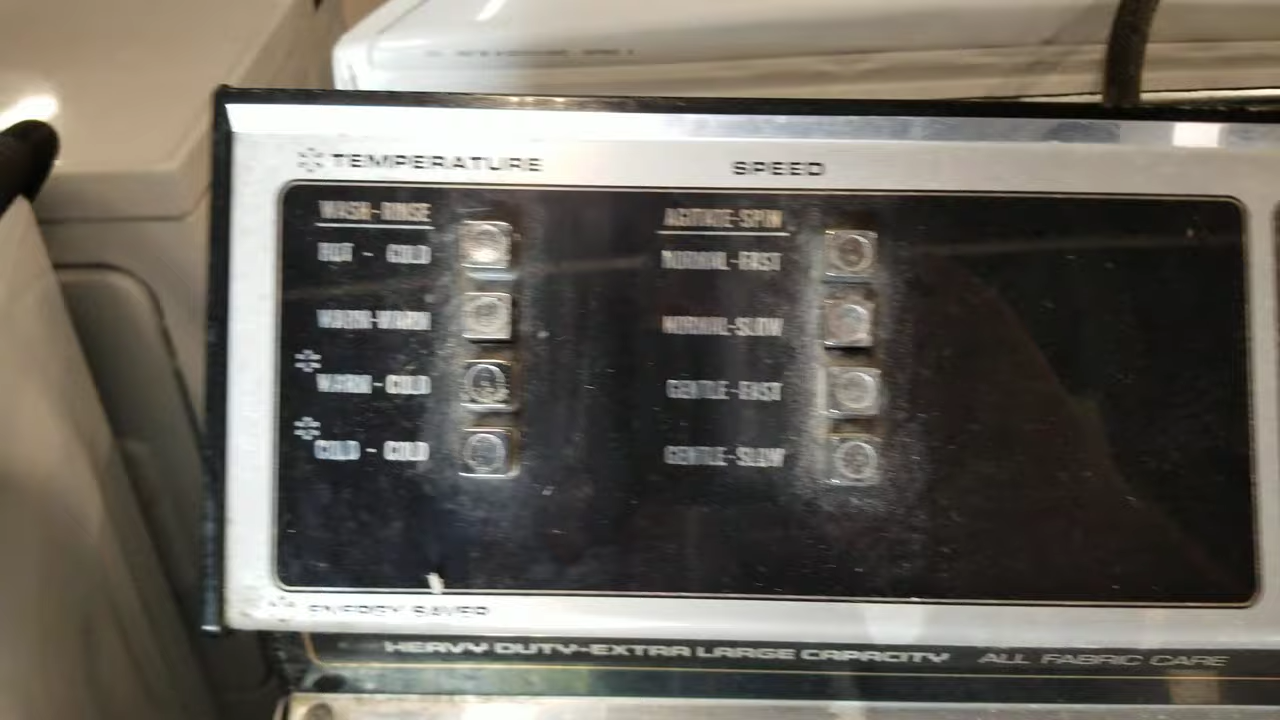 TEMPERATURE
SPEED
WASH-RINSE
HOT - COLD
WARM-WARM
WARM-COLD
COLD - COLD
AGITATE-SPIN
NORMAL-FAST
NORMAL-SLOW
GENTLE-FAST
GENTLE-SLOW
ENERGY SAVER
HEAVY DUTY-EXTRA LARGE CAPACITY ALL FABRIC CARE